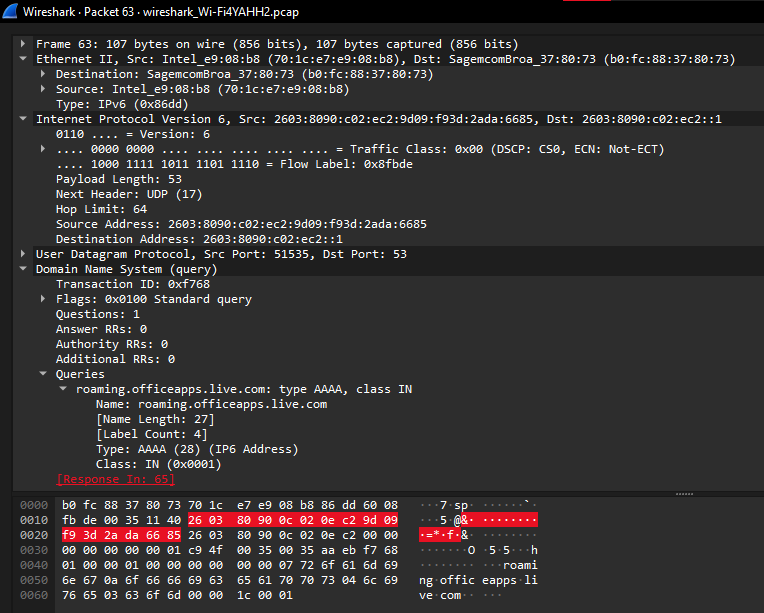 Wireshark · Packet 63 · wireshark_Wi-Fi4YAHH2.pcap
Frame 63: 107 bytes on wire (856 bits), 107 bytes captured (856 bits)
Ethernet II, Src: Intel_e9:08:b8 (70:1c:e7:e9:08:b8), Dst: SagemcomBroa_37:80:73 (b0:fc:88:37:80:73)
Destination: SagemcomBroa_37:80:73 (b0:fc:88:37:80:73)
Source: Intel_e9:08:b8 (70:1c:e7:e9:08:b8)
Type: IPv6 (0x86dd)
Internet Protocol Version 6, Src: 2603:8090:c02:ec2:9d09:f93d:2ada:6685, Dst: 2603:8090:c02:ec2::1
0110 .... = Version: 6
.... 0000 0000 .... .... .... .... .... = Traffic Class: 0x00 (DSCP: CS0, ECN: Not-ECT)
.... 1000 1111 1011 1101 1110 = Flow Label: 0x8fbde
Payload Length: 53
Next Header: UDP (17)
Hop Limit: 64
Source Address: 2603:8090:c02:ec2:9d09:f93d:2ada:6685
Destination Address: 2603:8090:c02:ec2::1
User Datagram Protocol, Src Port: 51535, Dst Port: 53
Domain Name System (query)
Transaction ID: 0xf768
Flags: 0x0100 Standard query
Questions: 1
Answer RRs: 0
Authority RRs: 0
Additional RRs: 0
Queries
roaming.officeapps.live.com: type AAAA, class IN
Name: roaming.officeapps.live.com
[Name Length: 27]
[Label Count: 4]
Type: AAAA (28) (IP6 Address)
Class: IN (0x0001)
[Response In: 65]
0000 b0 fc 88 37 80 73 70 1c e7 e9 08 b8 86 dd 60 08 ···7·sp· ······`·
0010 fb de 00 35 11 40 26 03 80 90 0c 02 0e c2 9d 09 ···5·@&· ········
0020 f9 3d 2a da 66 85 26 03 80 90 0c 02 0e c2 00 00 ·=*·f·&· ········
0030 00 00 00 00 00 01 c9 4f 00 35 00 35 aa eb f7 68 ·······O ·5·5···h
0040 01 00 00 01 00 00 00 00 00 00 07 72 6f 61 6d 69 ········ ···roami
0050 6e 67 0a 6f 66 66 69 63 65 61 70 70 73 04 6c 69 ng·offic eapps·li
0060 76 65 03 63 6f 6d 00 00 1c 00 01 ve·com·· ···